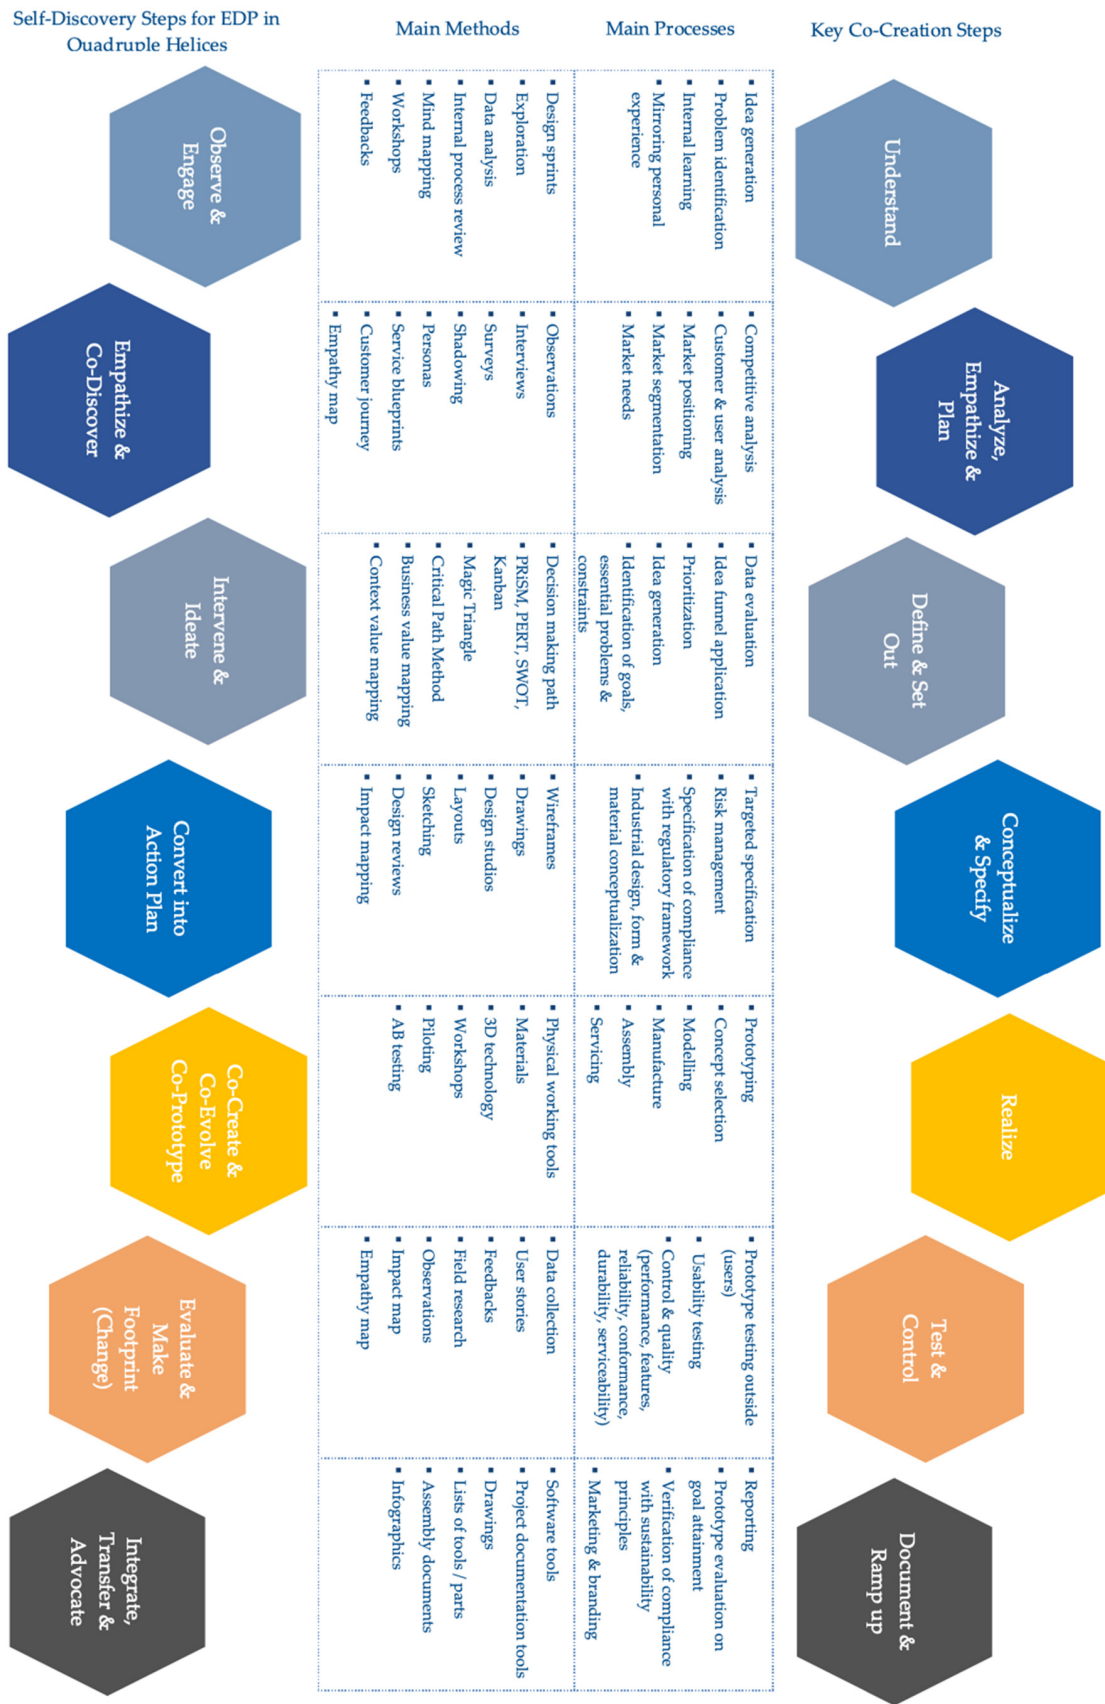 Self-Discovery Steps for EDP in
Quadruple Helices
Main Methods
Main Processes
Key Co-Creation Steps
Understand
Analyze,
Empathize &
Plan
Define & Set
Out
Conceptualize
& Specify
Realize
Test &
Control
Document &
Ramp up
▪ Idea generation
▪ Problem identification
▪ Internal learning
▪ Mirroring personal
experience
▪ Competitive analysis
▪ Customer & user analysis
▪ Market positioning
▪ Market segmentation
▪ Market needs
▪ Data evaluation
▪ Idea funnel application
▪ Prioritization
▪ Idea generation
▪ Identification of goals,
essential problems &
constraints
▪ Targeted specification
▪ Risk management
▪ Specification of compliance
with regulatory framework
▪ Industrial design, form &
material conceptualization
▪ Prototyping
▪ Concept selection
▪ Modelling
▪ Manufacture
▪ Assembly
▪ Servicing
▪ Prototype testing outside
(users)
▪ Usability testing
▪ Control & quality
(performance, features,
reliability, conformance,
durability, serviceability)
▪ Reporting
▪ Prototype evaluation on
goal attainment
▪ Verification of compliance
with sustainability
principles
▪ Marketing & branding
▪ Design sprints
▪ Exploration
▪ Data analysis
▪ Internal process review
▪ Mind mapping
▪ Workshops
▪ Feedbacks
▪ Observations
▪ Interviews
▪ Surveys
▪ Shadowing
▪ Personas
▪ Service blueprints
▪ Customer journey
▪ Empathy map
▪ Decision making path
▪ PRiSM, PERT, SWOT,
Kanban
▪ Magic Triangle
▪ Critical Path Method
▪ Business value mapping
▪ Context value mapping
▪ Wireframes
▪ Drawings
▪ Design studios
▪ Layouts
▪ Sketching
▪ Design reviews
▪ Impact mapping
▪ Physical working tools
▪ Materials
▪ 3D technology
▪ Workshops
▪ Piloting
▪ AB testing
▪ Data collection
▪ User stories
▪ Feedbacks
▪ Field research
▪ Observations
▪ Impact map
▪ Empathy map
▪ Software tools
▪ Project documentation tools
▪ Drawings
▪ Lists of tools / parts
▪ Assembly documents
▪ Infographics
Observe &
Engage
Empathize &
Co-Discover
Intervene &
Ideate
Convert into
Action Plan
Co-Create &
Co-Evolve
Co-Prototype
Evaluate &
Make
Footprint
(Change)
Integrate,
Transfer &
Advocate